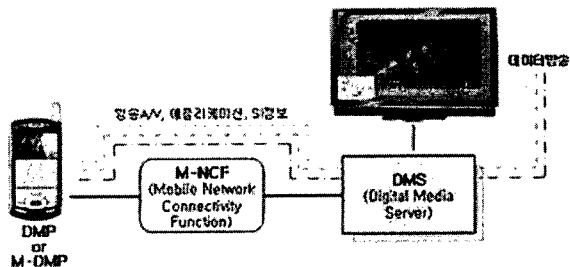 데이터방송
방송A/V, 애플리케이션, SI정보
M-NCF
(Mobile Network
Connectivity
Function)
DMS
(Digital Media
Server)
DMP
or
M-DMP